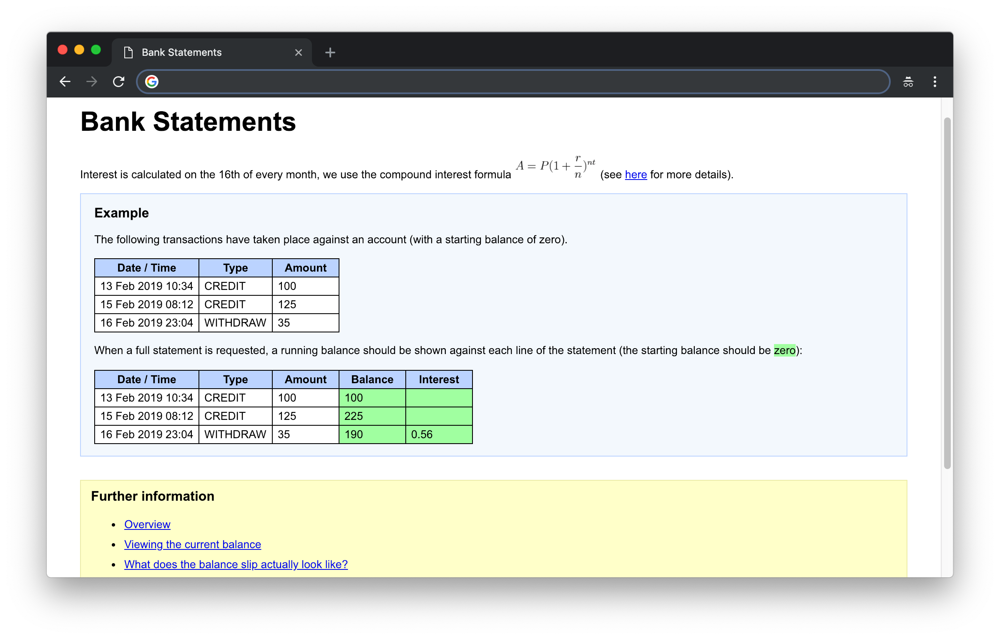 Bank Statements
Bank Statements
Interest is calculated on the 16th of every month, we use the compound interest formula A = P(1 + r/n)^nt (see here for more details).
Example
The following transactions have taken place against an account (with a starting balance of zero).
Date / Time Type Amount
13 Feb 2019 10:34 CREDIT 100
15 Feb 2019 08:12 CREDIT 125
16 Feb 2019 23:04 WITHDRAW 35
When a full statement is requested, a running balance should be shown against each line of the statement (the starting balance should be zero):
Date / Time Type Amount Balance Interest
13 Feb 2019 10:34 CREDIT 100 100
15 Feb 2019 08:12 CREDIT 125 225
16 Feb 2019 23:04 WITHDRAW 35 190 0.56
Further information
• Overview
• Viewing the current balance
• What does the balance slip actually look like?